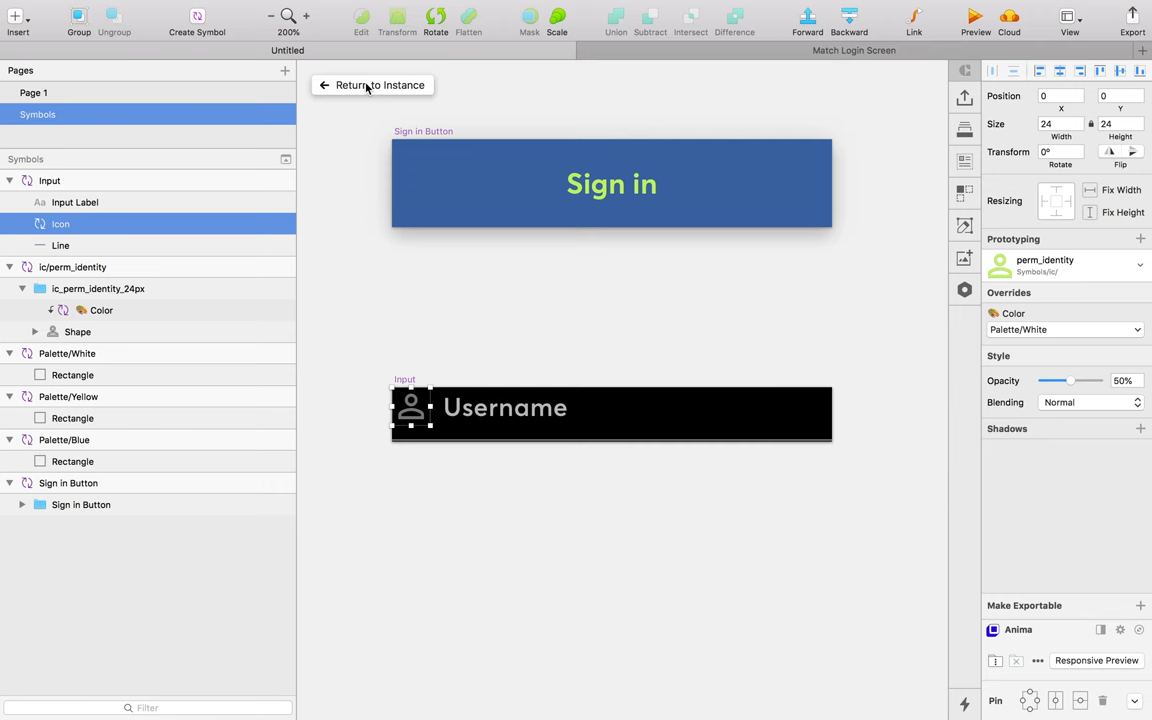 Insert
Group
Ungroup
Create Symbol
200%
Edit
Transform
Rotate
Flatten
Mask
Scale
Union
Subtract
Intersect
Difference
Forward
Backward
Link
Preview
Cloud
View
Export
Untitled
Match Login Screen
Pages
Page 1
Symbols
Symbols
Input
Aa Input Label
Icon
Line
ic/perm_identity
ic_perm_identity_24px
Color
Shape
Palette/White
Rectangle
Palette/Yellow
Rectangle
Palette/Blue
Rectangle
Sign in Button
Sign in Button
Filter
Return to Instance
Sign in Button
Sign in
Input
Username
Position 0 0
X Y
Size 24 24
Width Height
Transform 0°
Rotate Flip
Resizing Fix Width
Fix Height
Prototyping
perm_identity
Symbols/ic/
Overrides
Color
Palette/White
Style
Opacity 50%
Blending Normal
Shadows
Make Exportable
Anima
Responsive Preview
Pin